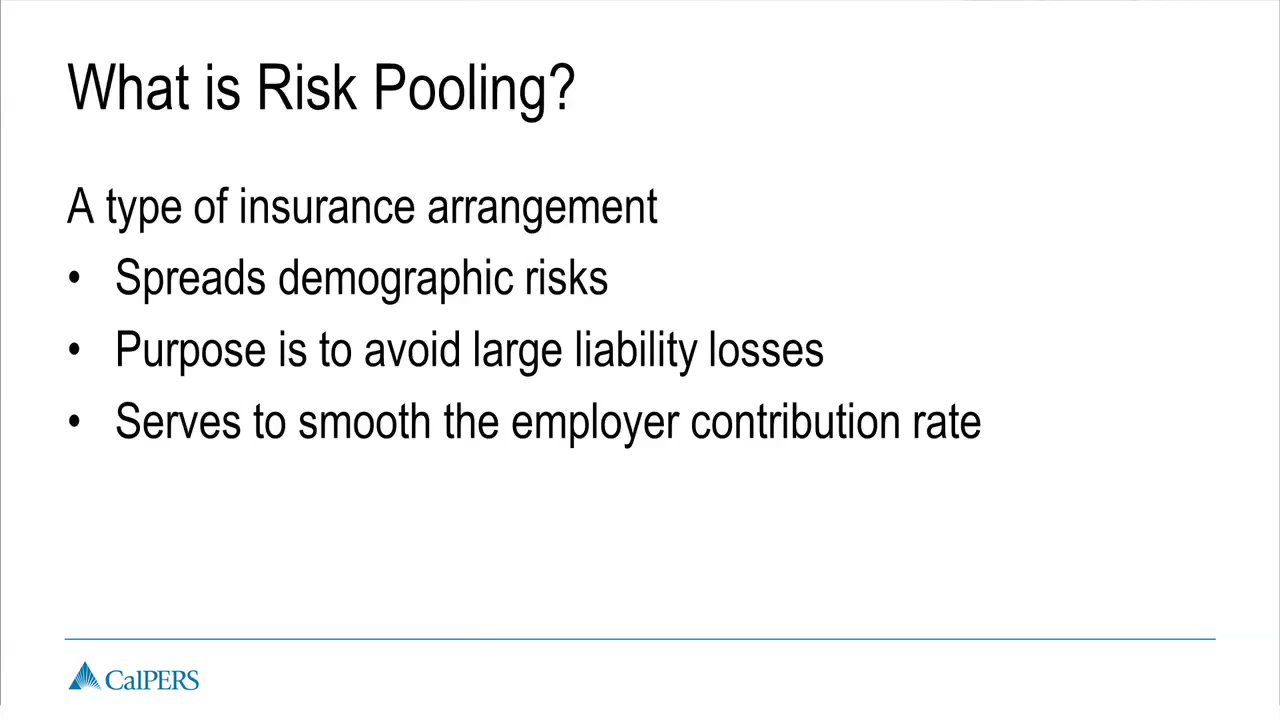 What is Risk Pooling?
A type of insurance arrangement
• Spreads demographic risks
• Purpose is to avoid large liability losses
• Serves to smooth the employer contribution rate
CalPERS